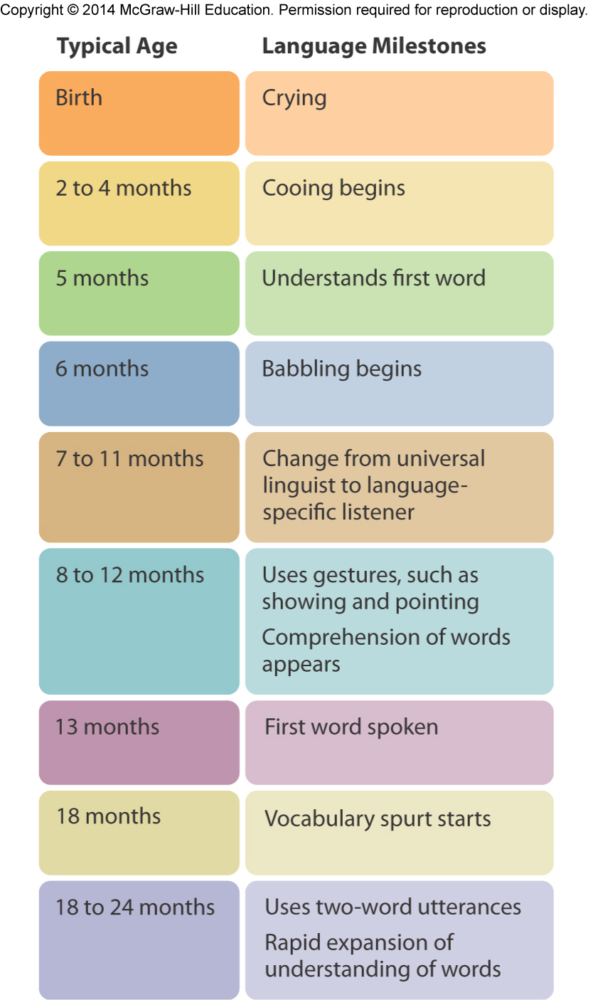 Copyright © 2014 McGraw-Hill Education. Permission required for reproduction or display.
Typical Age
Language Milestones
Birth
Crying
2 to 4 months
Cooing begins
5 months
Understands first word
6 months
Babbling begins
7 to 11 months
Change from universal
linguist to language-
specific listener
8 to 12 months
Uses gestures, such as
showing and pointing
Comprehension of words
appears
13 months
First word spoken
18 months
Vocabulary spurt starts
18 to 24 months
Uses two-word utterances
Rapid expansion of
understanding of words